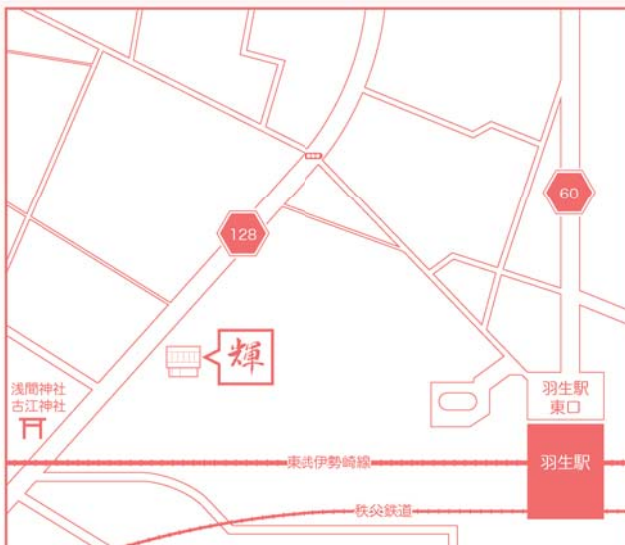 60
128
輝
浅間神社
古江神社
羽生駅
東口
東武伊勢崎線
羽生駅
秩父鉄道